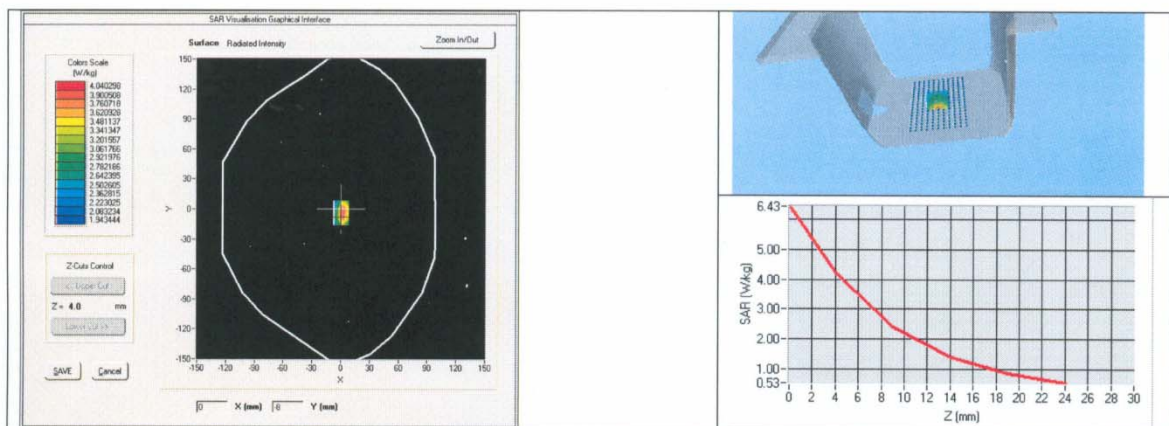 SAR Visualisation Graphical Interface
Surface Radiated Intensity
Zoom In/Out
Colors Scale
(W/kg)
4.040290
3.900508
3.760718
3.620928
3.481137
3.341347
3.201557
3.061766
2.921976
2.782186
2.642395
2.502605
2.362815
2.223025
2.083234
1.943444
Z-Cuts Control
Z = 4.0 mm
SAVE Cancel
150
120
90
60
30
0
-30
-60
-90
-120
-150
Y
-150 -120 -90 -60 -30 0 30 60 90 120 150
X
0 X (mm) -8 Y (mm)
6.43
5.00
4.00
3.00
2.00
1.00
0.53
SAR (W/kg)
0 2 4 6 8 10 12 14 16 18 20 22 24 26 28 30
Z (mm)